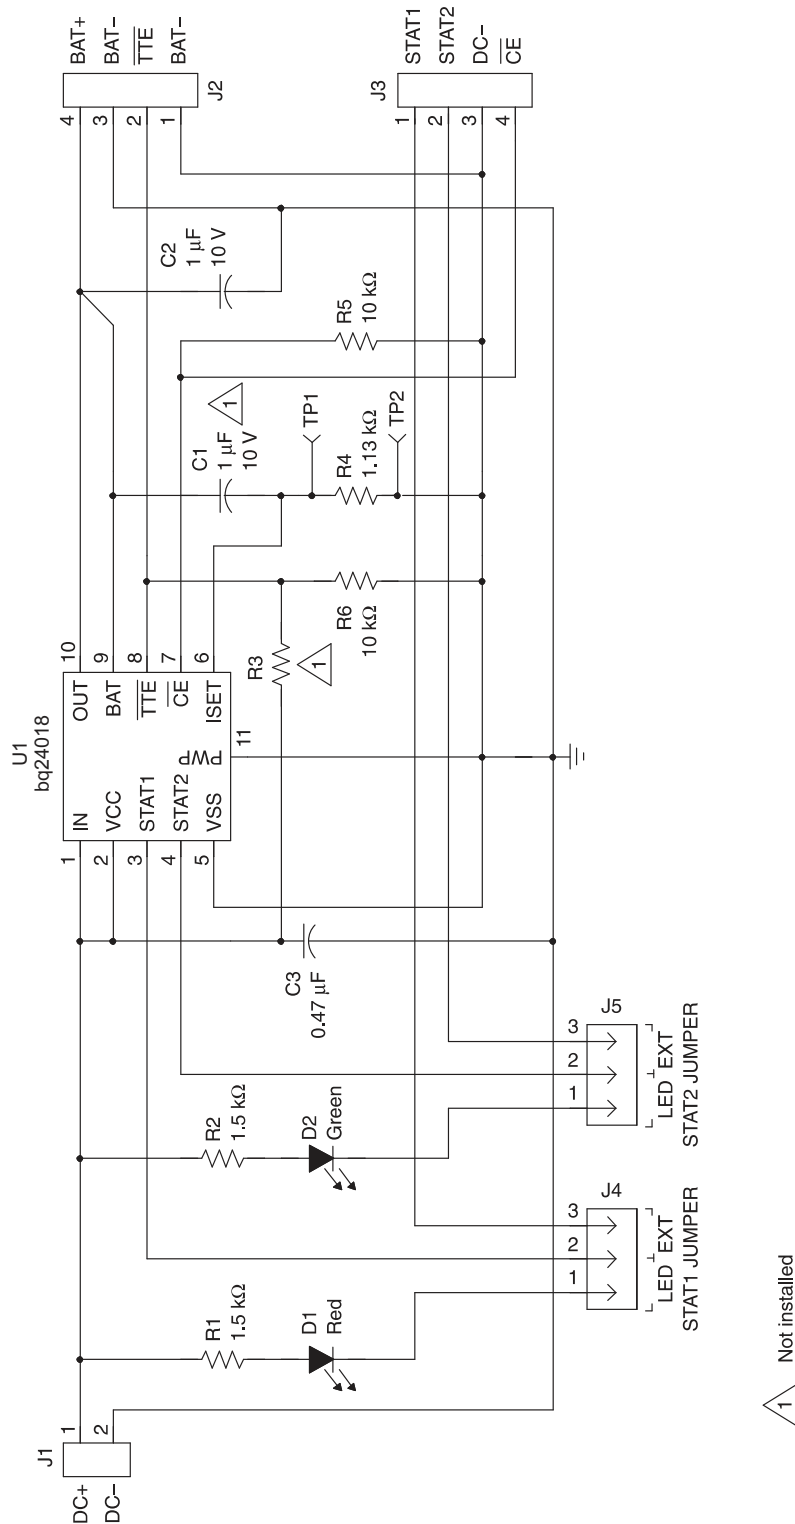 J1
DC+
DC–
1
2
R1
1.5 kΩ
D1
Red
R2
1.5 kΩ
D2
Green
C3
0.47 µF
J4
1
2
3
LED EXT
STAT1 JUMPER
J5
1
2
3
LED EXT
STAT2 JUMPER
U1
bq24018
1
IN
2
VCC
3
STAT1
4
STAT2
5
VSS
OUT
10
BAT
9
TTE
8
CE
7
ISET
6
PWP
11
R3
1
R6
10 kΩ
C1
1 µF
10 V
1
TP1
R4
1.13 kΩ
TP2
R5
10 kΩ
C2
1 µF
10 V
4
BAT+
3
BAT–
2
TTE
1
BAT–
J2
J3
1
STAT1
2
STAT2
3
DC–
4
CE
1 Not installed